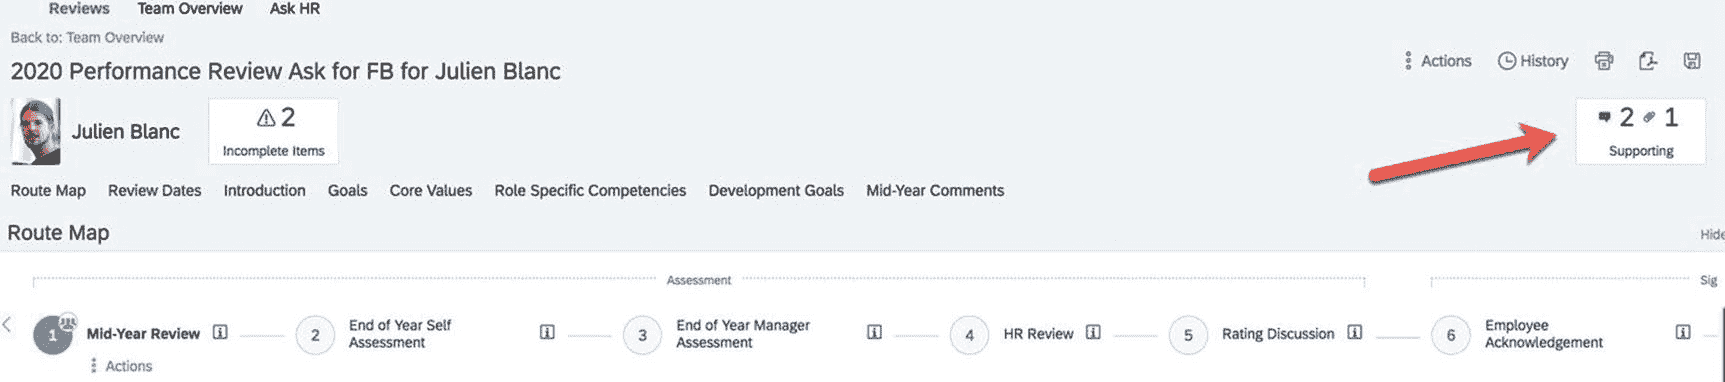 Reviews Team Overview Ask HR
Back to: Team Overview
2020 Performance Review Ask for FB for Julien Blanc
Actions History
Julien Blanc
2
Incomplete Items
2 1
Supporting
Route Map Review Dates Introduction Goals Core Values Role Specific Competencies Development Goals Mid-Year Comments
Route Map
Hide
Assessment
Sig
1 Mid-Year Review
Actions
2 End of Year Self
Assessment
3 End of Year Manager
Assessment
4 HR Review
5 Rating Discussion
6 Employee
Acknowledgement